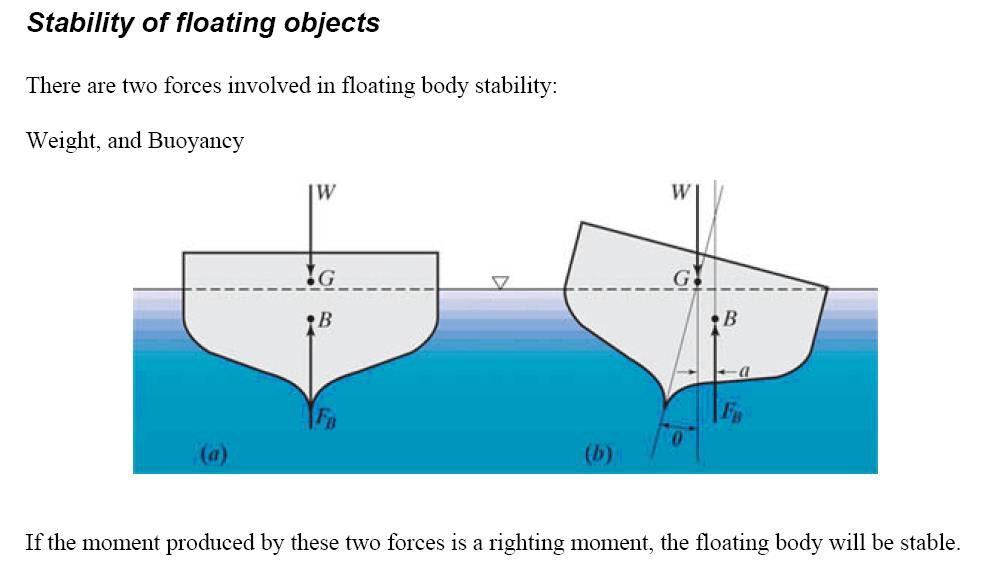 Stability of floating objects
There are two forces involved in floating body stability:
Weight, and Buoyancy
W
W
G
G
B
B
a
F_B
F_B
θ
(a)
(b)
If the moment produced by these two forces is a righting moment, the floating body will be stable.